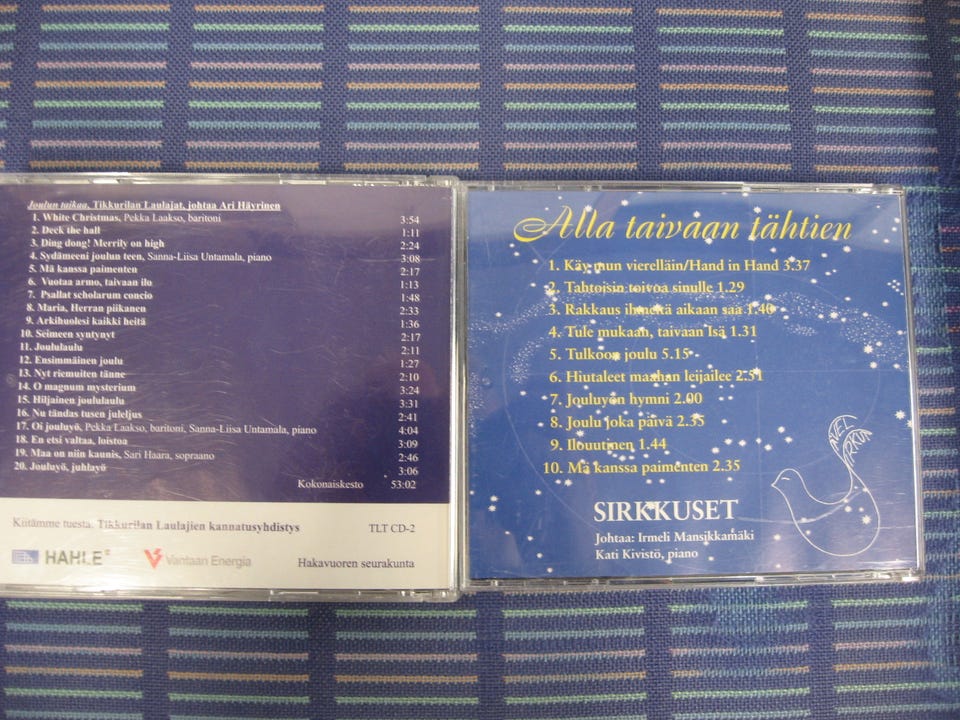 Joulun taikaa, Tikkurilan Laulajat, johtaa Ari Häyrinen
1. White Christmas, Pekka Laakso, baritoni 3:54
2. Deck the hall 1:11
3. Ding dong! Merrily on high 2:24
4. Sydämeeni joulun teen, Sanna-Liisa Untamala, piano 3:08
5. Mä kanssa paimenten 2:17
6. Vuotaa armo, taivaan ilo 1:13
7. Psallat scholarum concio 1:48
8. Maria, Herran piikanen 2:33
9. Arkihuolesi kaikki heitä 1:36
10. Seimeen syntynyt 2:17
11. Joululaulu 2:11
12. Ensimmäinen joulu 1:27
13. Nyt riemuiten tänne 2:10
14. O magnum mysterium 3:24
15. Hiljainen joululaulu 3:31
16. Nu tändas tusen juleljus 2:41
17. Oi jouluyö, Pekka Laakso, baritoni, Sanna-Liisa Untamala, piano 4:04
18. En etsi valtaa, loistoa 3:09
19. Maa on niin kaunis, Sari Haara, sopraano 2:46
20. Jouluyö, juhlayö 3:06
Kokonaiskesto 53:02
Kiitämme tuesta: Tikkurilan Laulajien kannatusyhdistys TLT CD-2
HAHLE Vantaan Energia Hakavuoren seurakunta
Alla taivaan tähtien
1. Käy mun vierelläin/Hand in Hand 3.37
2. Tahtoisin toivoa sinulle 1.29
3. Rakkaus ihmeitä aikaan saa 1.40
4. Tule mukaan, taivaan Isä 1.31
5. Tulkoon joulu 5.15
6. Hiutaleet maahan leijailee 2.51
7. Jouluyön hymni 2.00
8. Joulu joka päivä 2.35
9. Ilouutinen 1.44
10. Mä kanssa paimenten 2.35
SIRKKUSET
Johtaa: Irmeli Mansikkamäki
Kati Kivistö, piano